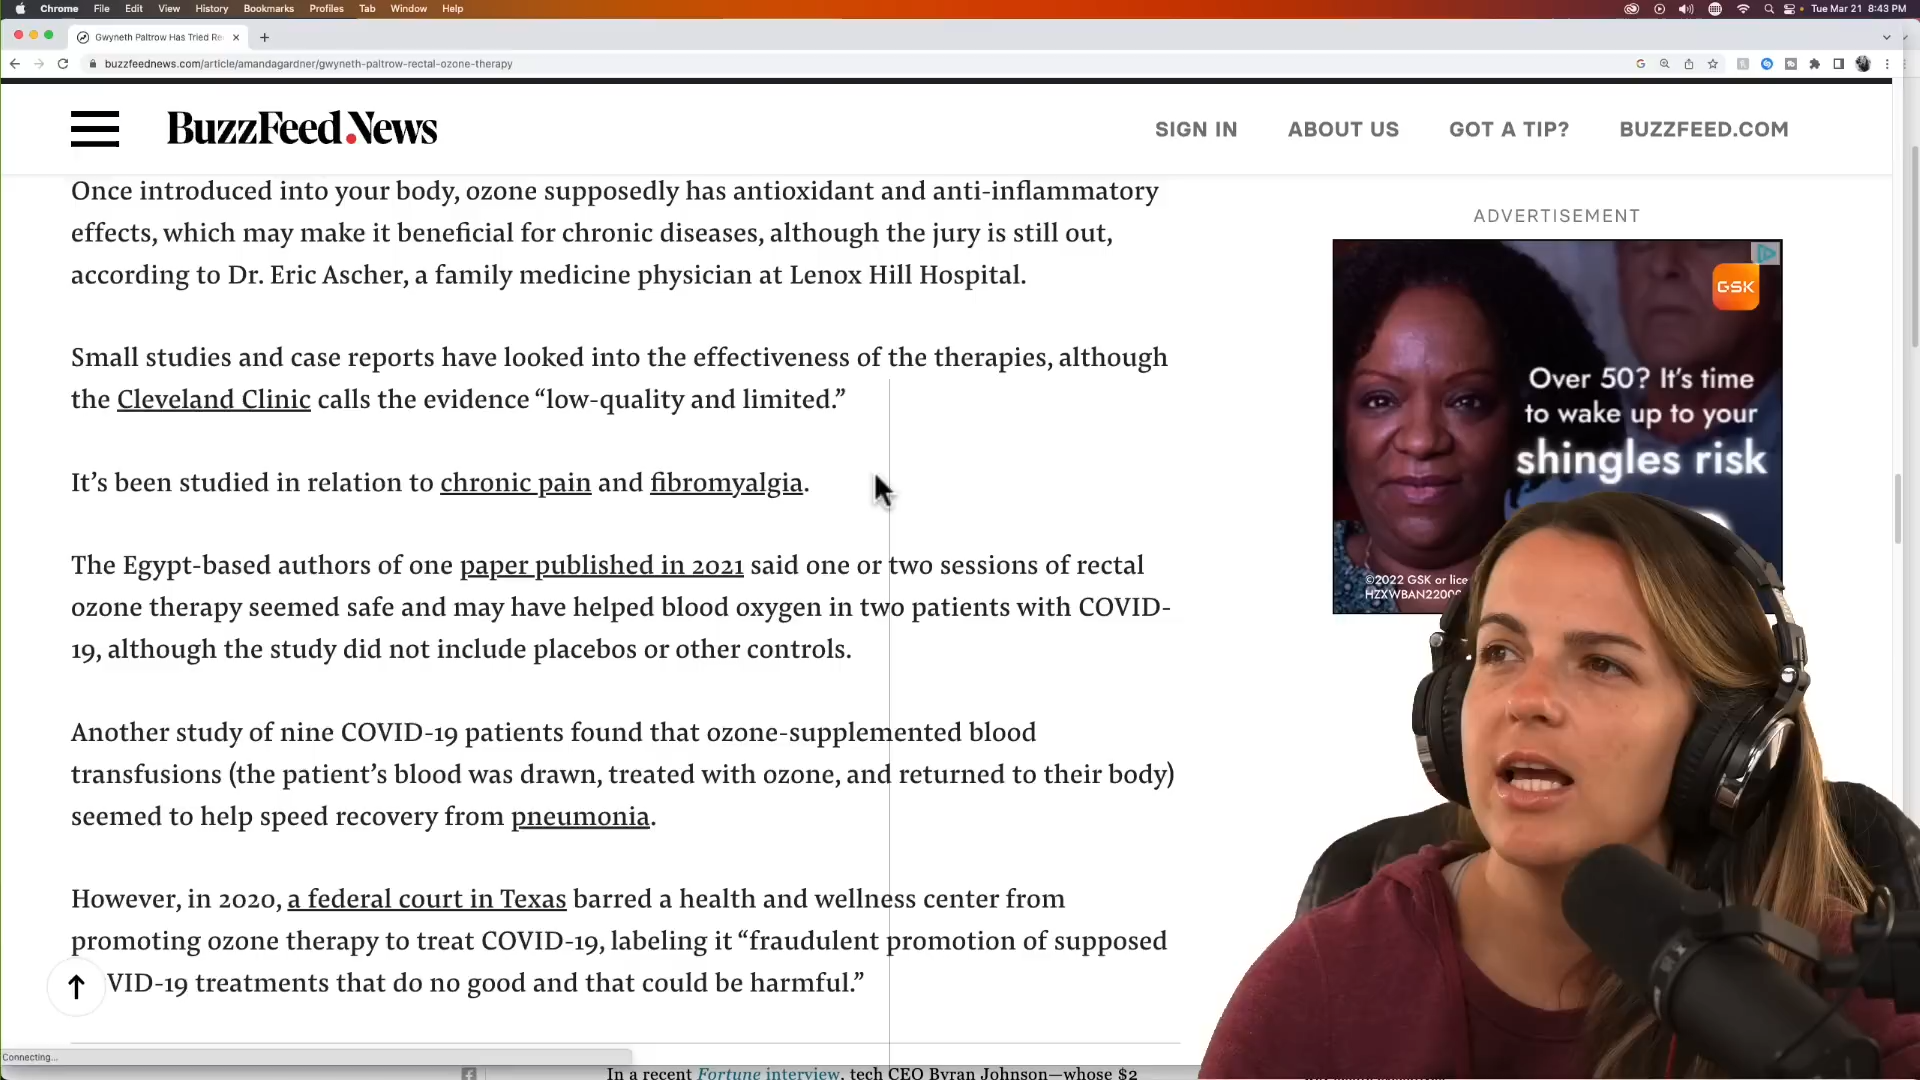 Chrome File Edit View History Bookmarks Profiles Tab Window Help
Tue Mar 21 8:43 PM
Gwyneth Paltrow Has Tried Re
buzzfeednews.com/article/amandagardner/gwyneth-paltrow-rectal-ozone-therapy
BuzzFeed.News
SIGN IN ABOUT US GOT A TIP? BUZZFEED.COM
Once introduced into your body, ozone supposedly has antioxidant and anti-inflammatory
effects, which may make it beneficial for chronic diseases, although the jury is still out,
according to Dr. Eric Ascher, a family medicine physician at Lenox Hill Hospital.
Small studies and case reports have looked into the effectiveness of the therapies, although
the Cleveland Clinic calls the evidence “low-quality and limited.”
It’s been studied in relation to chronic pain and fibromyalgia.
The Egypt-based authors of one paper published in 2021 said one or two sessions of rectal
ozone therapy seemed safe and may have helped blood oxygen in two patients with COVID-
19, although the study did not include placebos or other controls.
Another study of nine COVID-19 patients found that ozone-supplemented blood
transfusions (the patient’s blood was drawn, treated with ozone, and returned to their body)
seemed to help speed recovery from pneumonia.
However, in 2020, a federal court in Texas barred a health and wellness center from
promoting ozone therapy to treat COVID-19, labeling it “fraudulent promotion of supposed
VID-19 treatments that do no good and that could be harmful.”
ADVERTISEMENT
GSK
Over 50? It’s time
to wake up to your
shingles risk
©2022 GSK or lice
HZXWBAN2200
Connecting...
In a recent Fortune interview, tech CEO Byran Johnson—whose $2